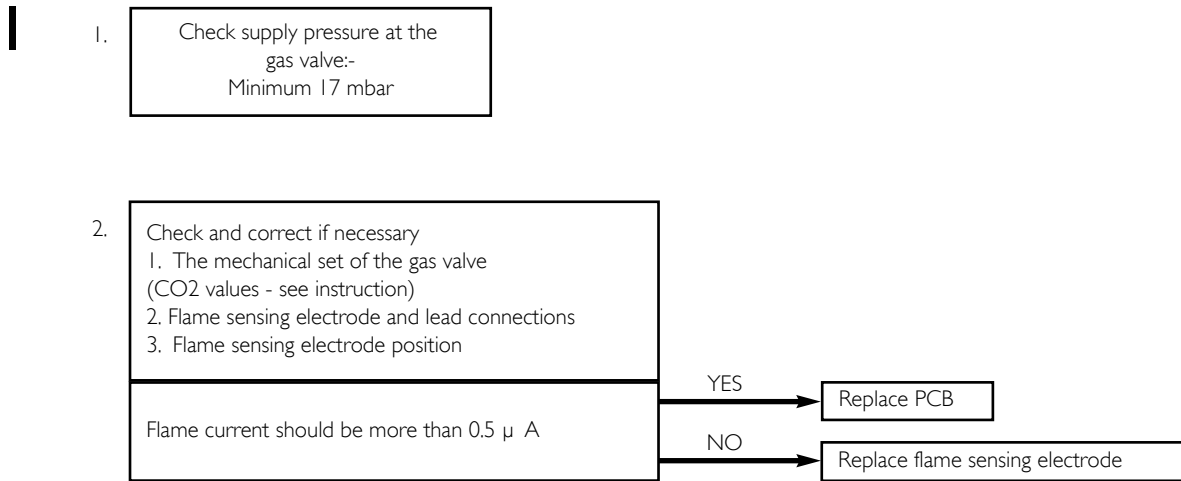 1.
Check supply pressure at the
gas valve:-
Minimum 17 mbar
2.
Check and correct if necessary
1. The mechanical set of the gas valve
(CO2 values - see instruction)
2. Flame sensing electrode and lead connections
3. Flame sensing electrode position
Flame current should be more than 0.5 µ A
YES
Replace PCB
NO
Replace flame sensing electrode